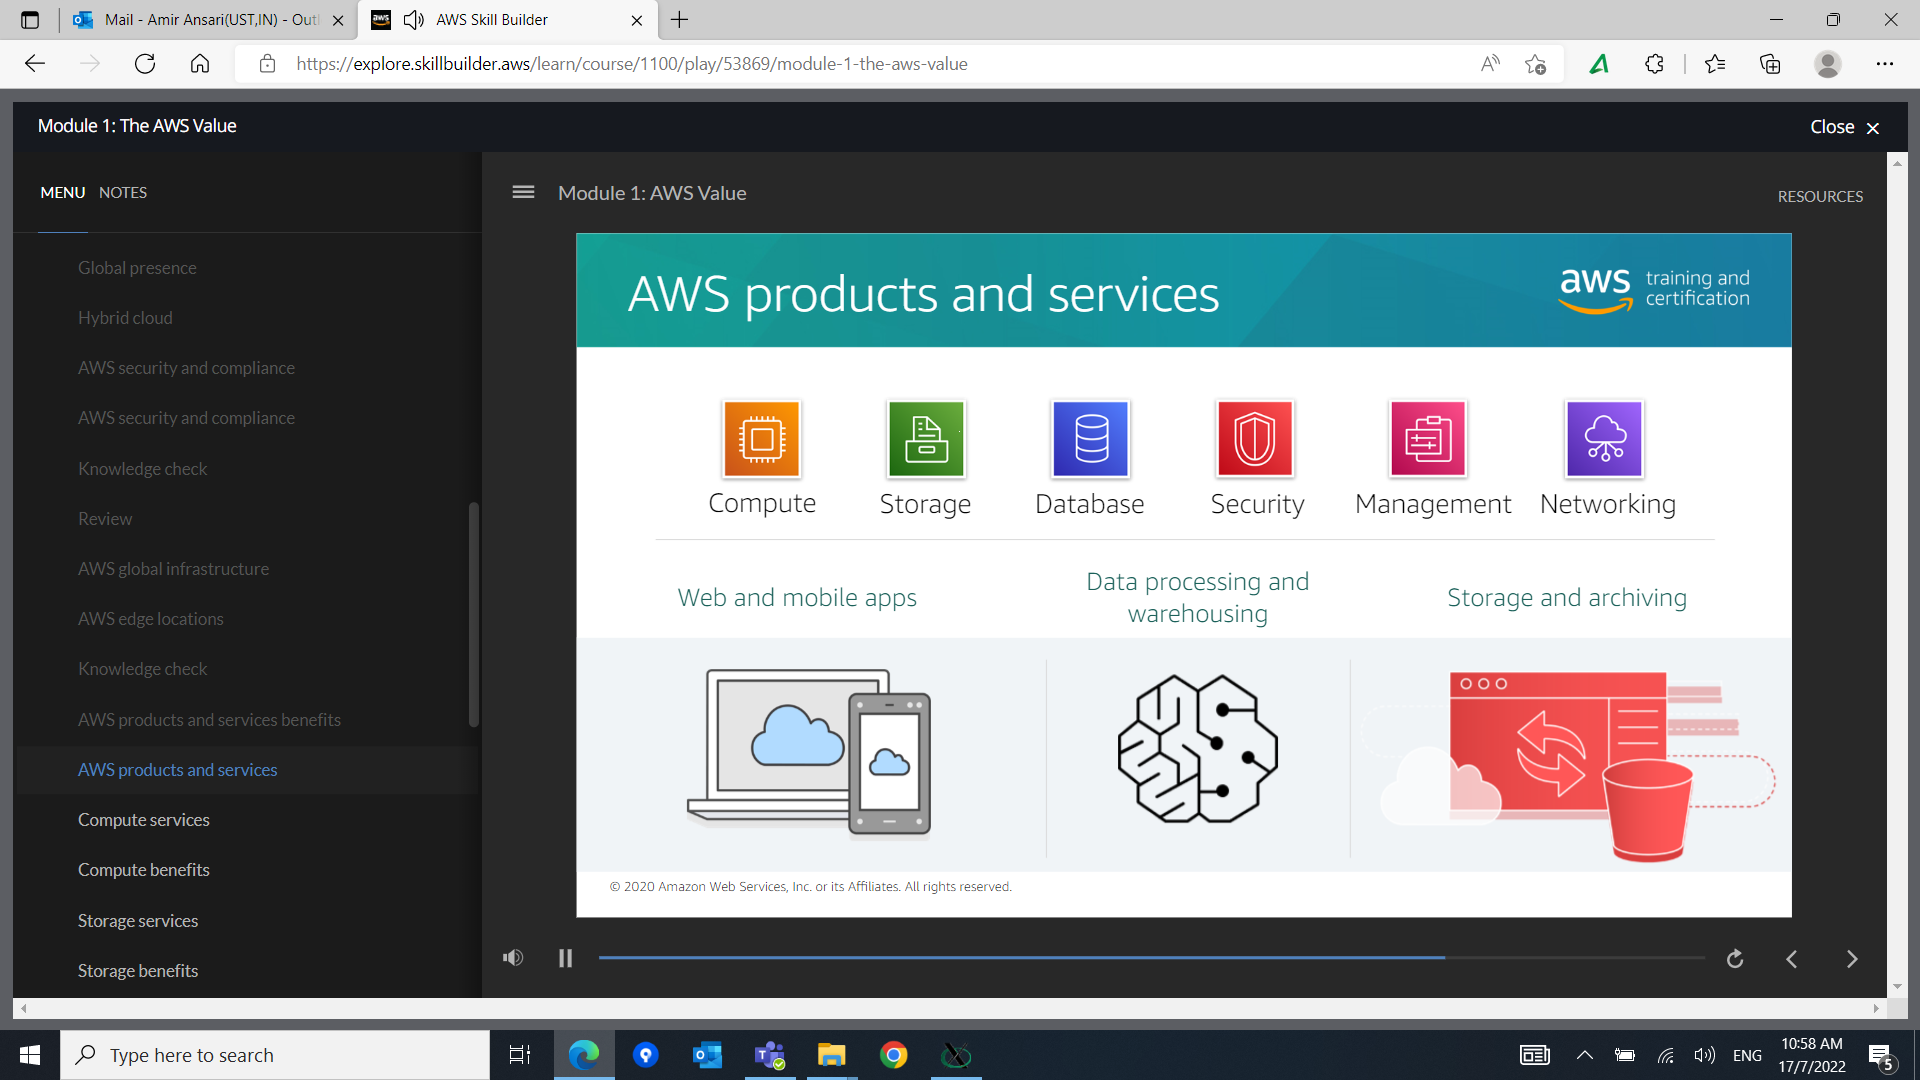 Mail - Amir Ansari(UST,IN) - Out
AWS Skill Builder
https://explore.skillbuilder.aws/learn/course/1100/play/53869/module-1-the-aws-value
Module 1: The AWS Value
Close
MENU
NOTES
Module 1: AWS Value
RESOURCES
Global presence
Hybrid cloud
AWS security and compliance
AWS security and compliance
Knowledge check
Review
AWS global infrastructure
AWS edge locations
Knowledge check
AWS products and services benefits
AWS products and services
Compute services
Compute benefits
Storage services
Storage benefits
AWS products and services
aws training and
certification
Compute
Storage
Database
Security
Management
Networking
Web and mobile apps
Data processing and
warehousing
Storage and archiving
© 2020 Amazon Web Services, Inc. or its Affiliates. All rights reserved.
Type here to search
ENG
10:58 AM
17/7/2022
5